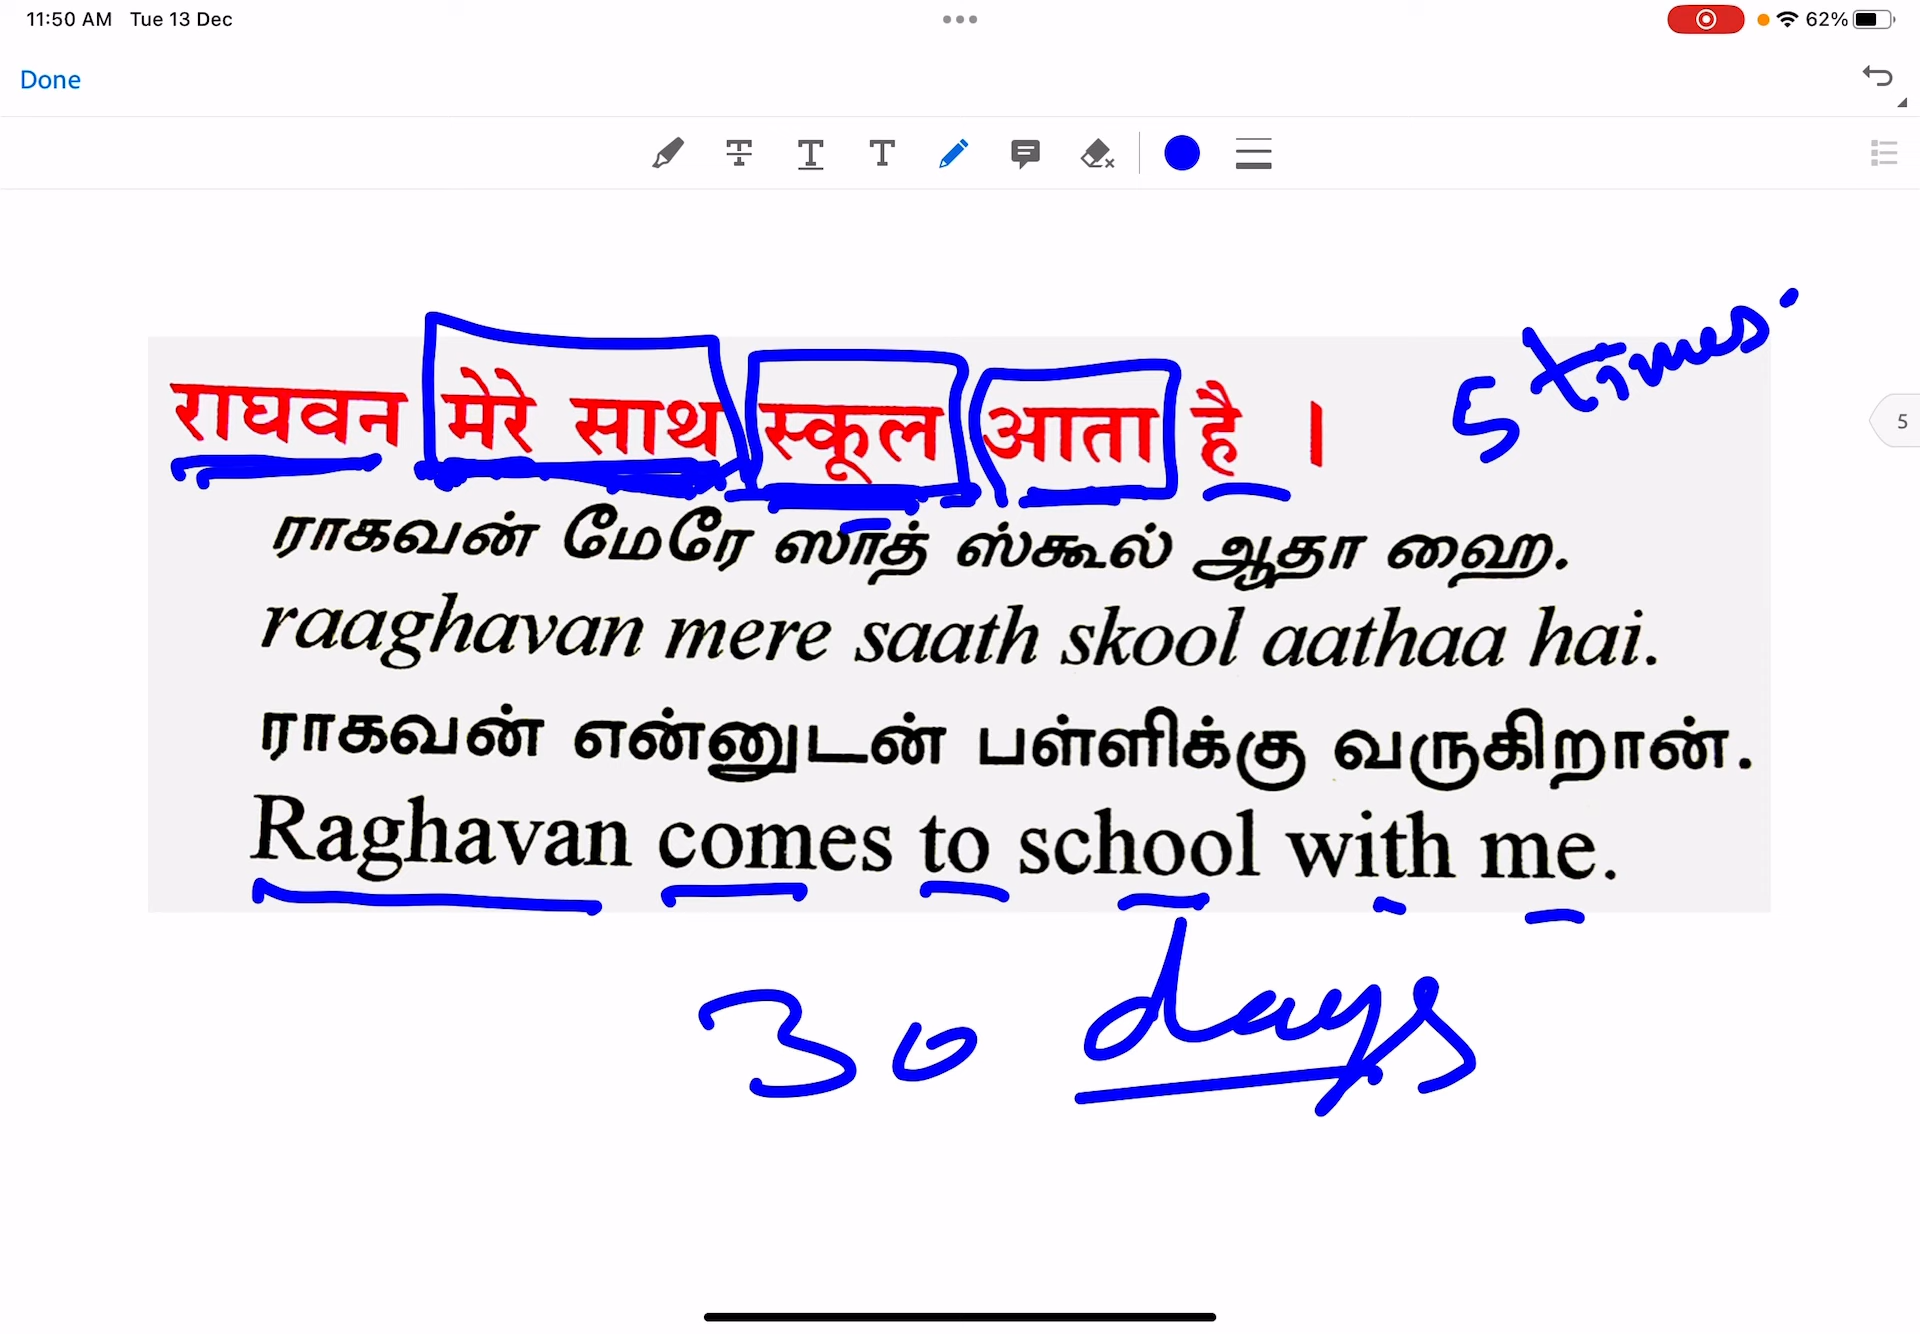 11:50 AM Tue 13 Dec
62%
Done
5 times.
राघवन मेरे साथ स्कूल आता है ।
5
ராகவன் மேரே ஸாத் ஸ்கூல் ஆதா ஹை.
raaghavan mere saath skool aathaa hai.
ராகவன் என்னுடன் பள்ளிக்கு வருகிறான்.
Raghavan comes to school with me.
30 days